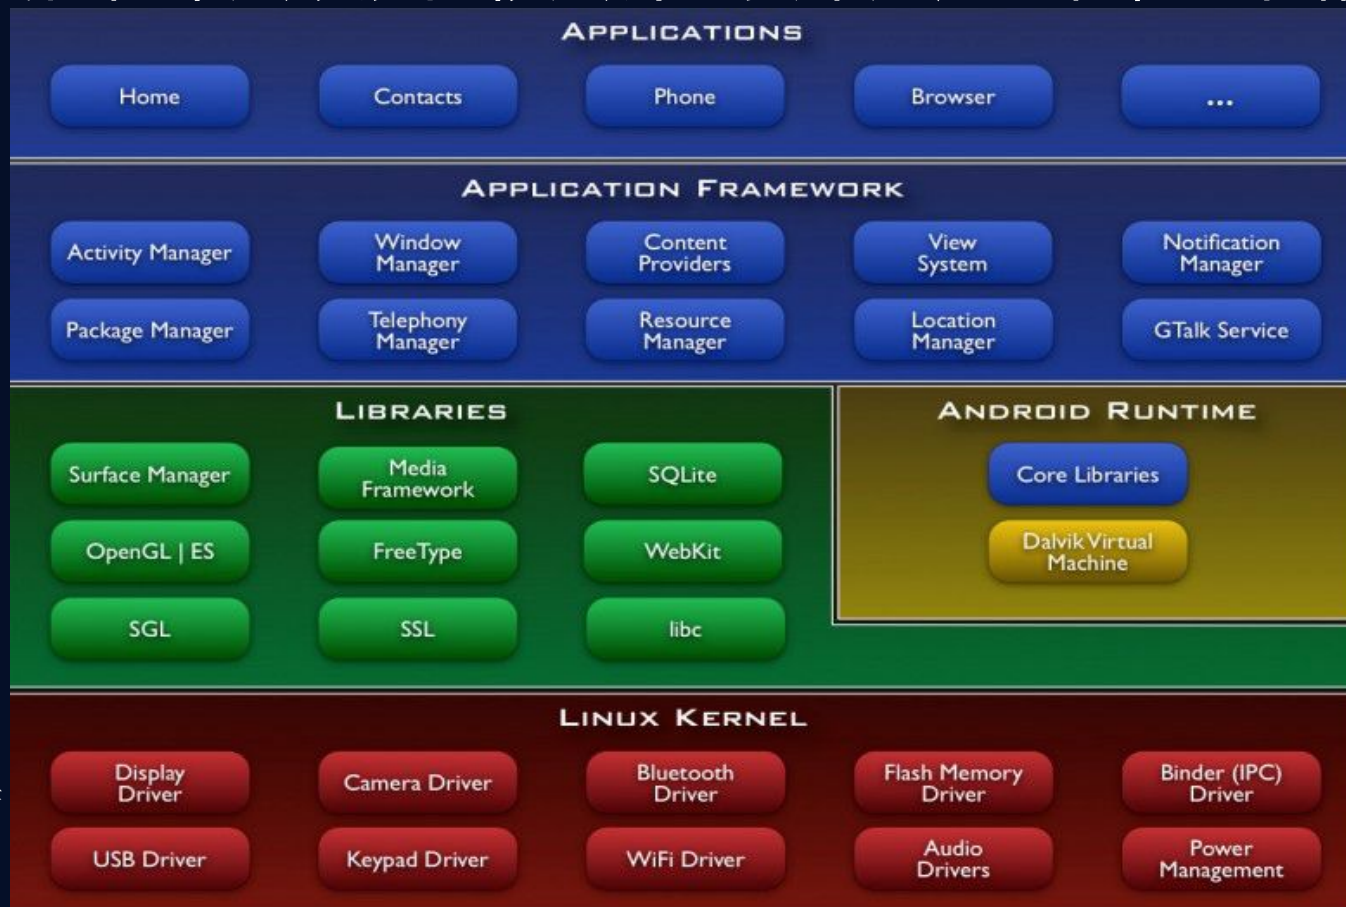 APPLICATIONS
Home
Contacts
Phone
Browser
...
APPLICATION FRAMEWORK
Activity Manager
Window
Manager
Content
Providers
View
System
Notification
Manager
Package Manager
Telephony
Manager
Resource
Manager
Location
Manager
GTalk Service
LIBRARIES
Surface Manager
Media
Framework
SQLite
OpenGL | ES
FreeType
WebKit
SGL
SSL
libc
ANDROID RUNTIME
Core Libraries
Dalvik Virtual
Machine
LINUX KERNEL
Display
Driver
Camera Driver
Bluetooth
Driver
Flash Memory
Driver
Binder (IPC)
Driver
USB Driver
Keypad Driver
WiFi Driver
Audio
Drivers
Power
Management